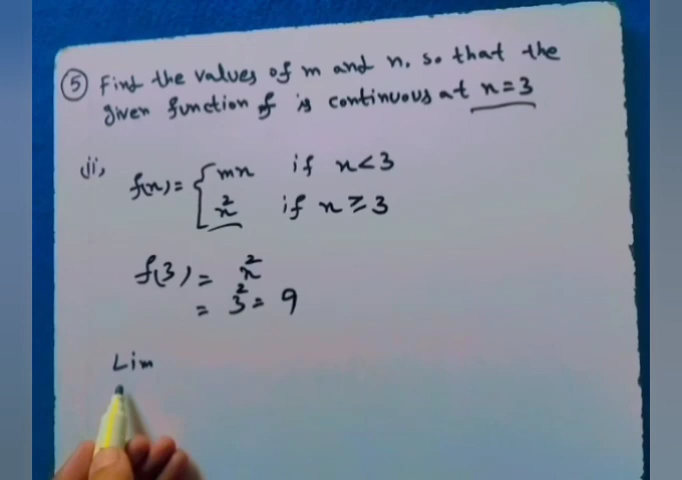 ⑤ Find the values of m and n, so that the
given function f is continuous at x=3
(ii), f(x) = { mx if x<3
x² if x ≥ 3
f(3) = x²
= 3² = 9
Lim